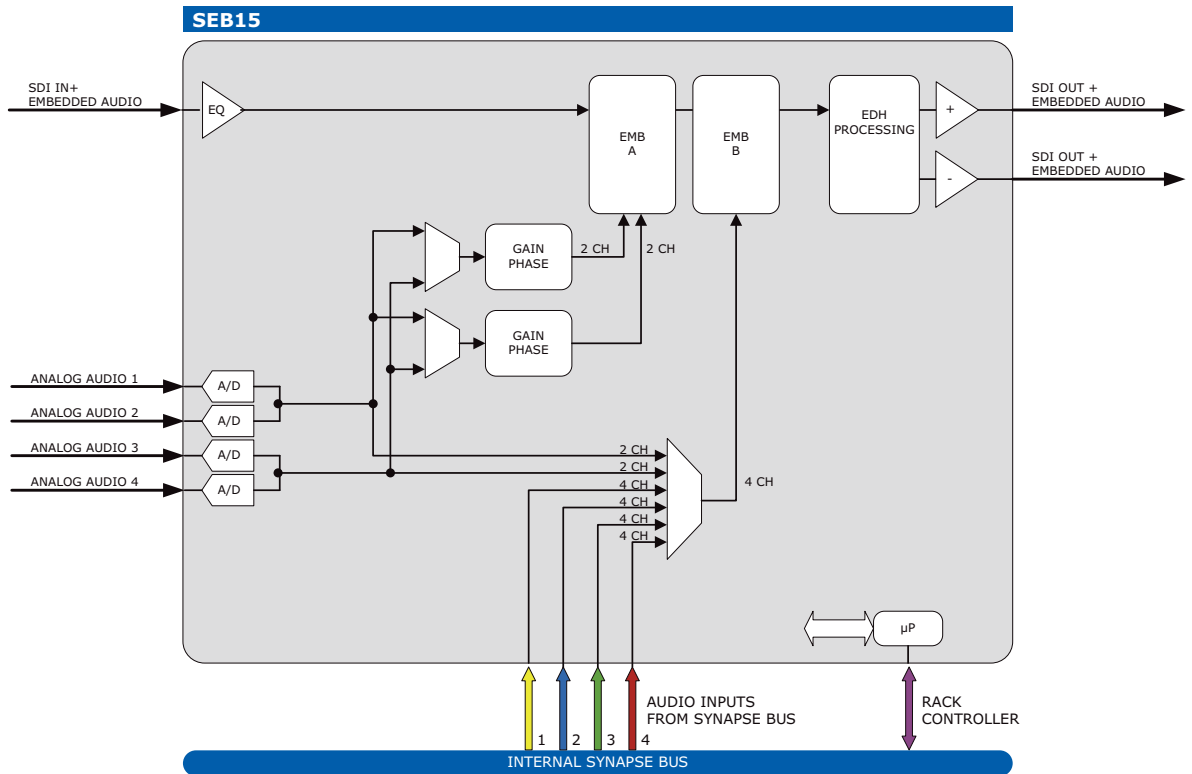 SEB15
SDI IN+
EMBEDDED AUDIO
EQ
EMB
A
EMB
B
EDH
PROCESSING
+
-
SDI OUT +
EMBEDDED AUDIO
SDI OUT +
EMBEDDED AUDIO
GAIN
PHASE
2 CH
2 CH
GAIN
PHASE
ANALOG AUDIO 1
A/D
ANALOG AUDIO 2
A/D
ANALOG AUDIO 3
A/D
ANALOG AUDIO 4
A/D
2 CH
2 CH
4 CH
4 CH
4 CH
4 CH
4 CH
µP
AUDIO INPUTS
FROM SYNAPSE BUS
1
2
3
4
RACK
CONTROLLER
INTERNAL SYNAPSE BUS